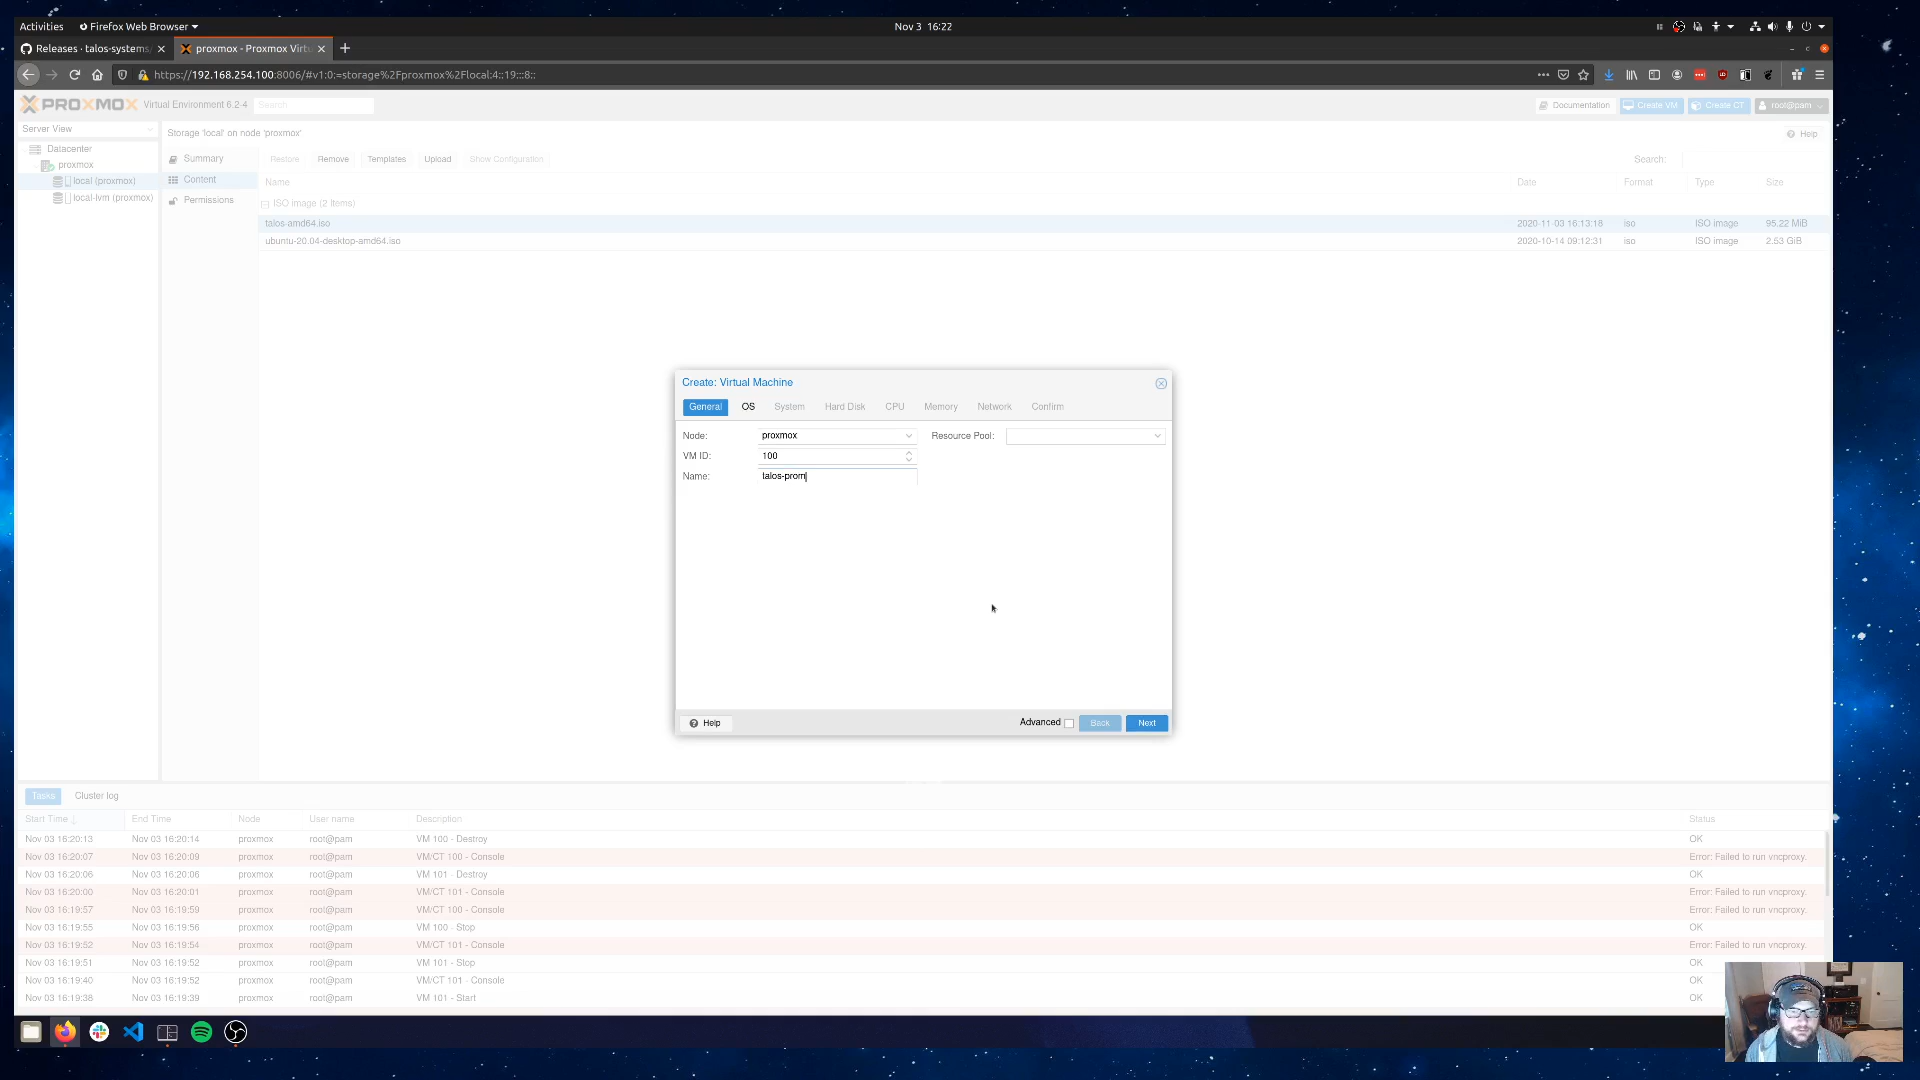 Activities
Firefox Web Browser
Nov 3 16:22
Releases · talos-systems/
proxmox - Proxmox Virtu
https://192.168.254.100:8006/#v1:0:=storage%2Fproxmox%2Flocal:4::19:::8::
PROXMOX Virtual Environment 6.2-4 Search
Documentation Create VM Create CT root@pam
Server View
Storage 'local' on node 'proxmox'
Help
Datacenter
proxmox
local (proxmox)
local-lvm (proxmox)
Summary
Content
Permissions
Restore Remove Templates Upload Show Configuration Search:
Name Date Format Type Size
ISO image (2 Items)
talos-amd64.iso 2020-11-03 16:13:18 iso ISO image 95.22 MiB
ubuntu-20.04-desktop-amd64.iso 2020-10-14 09:12:31 iso ISO image 2.53 GiB
Create: Virtual Machine
General OS System Hard Disk CPU Memory Network Confirm
Node: proxmox Resource Pool:
VM ID: 100
Name: talos-prom
Help Advanced Back Next
Tasks Cluster log
Start Time End Time Node User name Description Status
Nov 03 16:20:13 Nov 03 16:20:14 proxmox root@pam VM 100 - Destroy OK
Nov 03 16:20:07 Nov 03 16:20:09 proxmox root@pam VM/CT 100 - Console Error: Failed to run vncproxy.
Nov 03 16:20:06 Nov 03 16:20:06 proxmox root@pam VM 101 - Destroy OK
Nov 03 16:20:00 Nov 03 16:20:01 proxmox root@pam VM/CT 101 - Console Error: Failed to run vncproxy.
Nov 03 16:19:57 Nov 03 16:19:59 proxmox root@pam VM/CT 100 - Console Error: Failed to run vncproxy.
Nov 03 16:19:55 Nov 03 16:19:56 proxmox root@pam VM 100 - Stop OK
Nov 03 16:19:52 Nov 03 16:19:54 proxmox root@pam VM/CT 101 - Console Error: Failed to run vncproxy.
Nov 03 16:19:51 Nov 03 16:19:52 proxmox root@pam VM 101 - Stop OK
Nov 03 16:19:40 Nov 03 16:19:52 proxmox root@pam VM/CT 101 - Console OK
Nov 03 16:19:38 Nov 03 16:19:39 proxmox root@pam VM 101 - Start OK